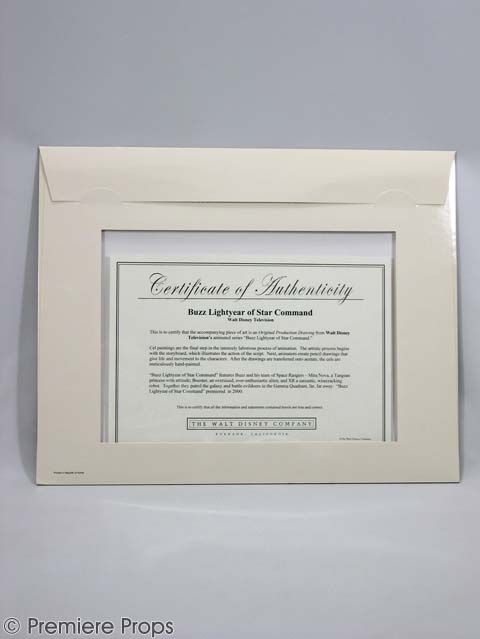 Certificate of Authenticity
Buzz Lightyear of Star Command
Walt Disney Television
This is to certify that the accompanying piece of art is an Original Production Drawing from Walt Disney
Television's animated series "Buzz Lightyear of Star Command."
Cel paintings are the final step in the intensely laborious process of animation. The artistic process begins
with the storyboard, which illustrates the action of the script. Next, animators create pencil drawings that
give life and movement to the characters. After the drawings are transferred onto acetate, the cels are
meticulously hand-painted.
"Buzz Lightyear of Star Command" features Buzz and his team of Space Rangers - Mira Nova, a Tangean
princess with attitude; Booster, an oversized, over-enthusiastic alien; and XR a sarcastic, wisecracking
robot. Together they patrol the galaxy and battle evildoers in the Gamma Quadrant, far, far away. "Buzz
Lightyear of Star Command" premiered in 2000.
This is to certify that all the information and statements contained herein are true and correct.
THE WALT DISNEY COMPANY
BURBANK, CALIFORNIA
© The Walt Disney Company
© Premiere Props